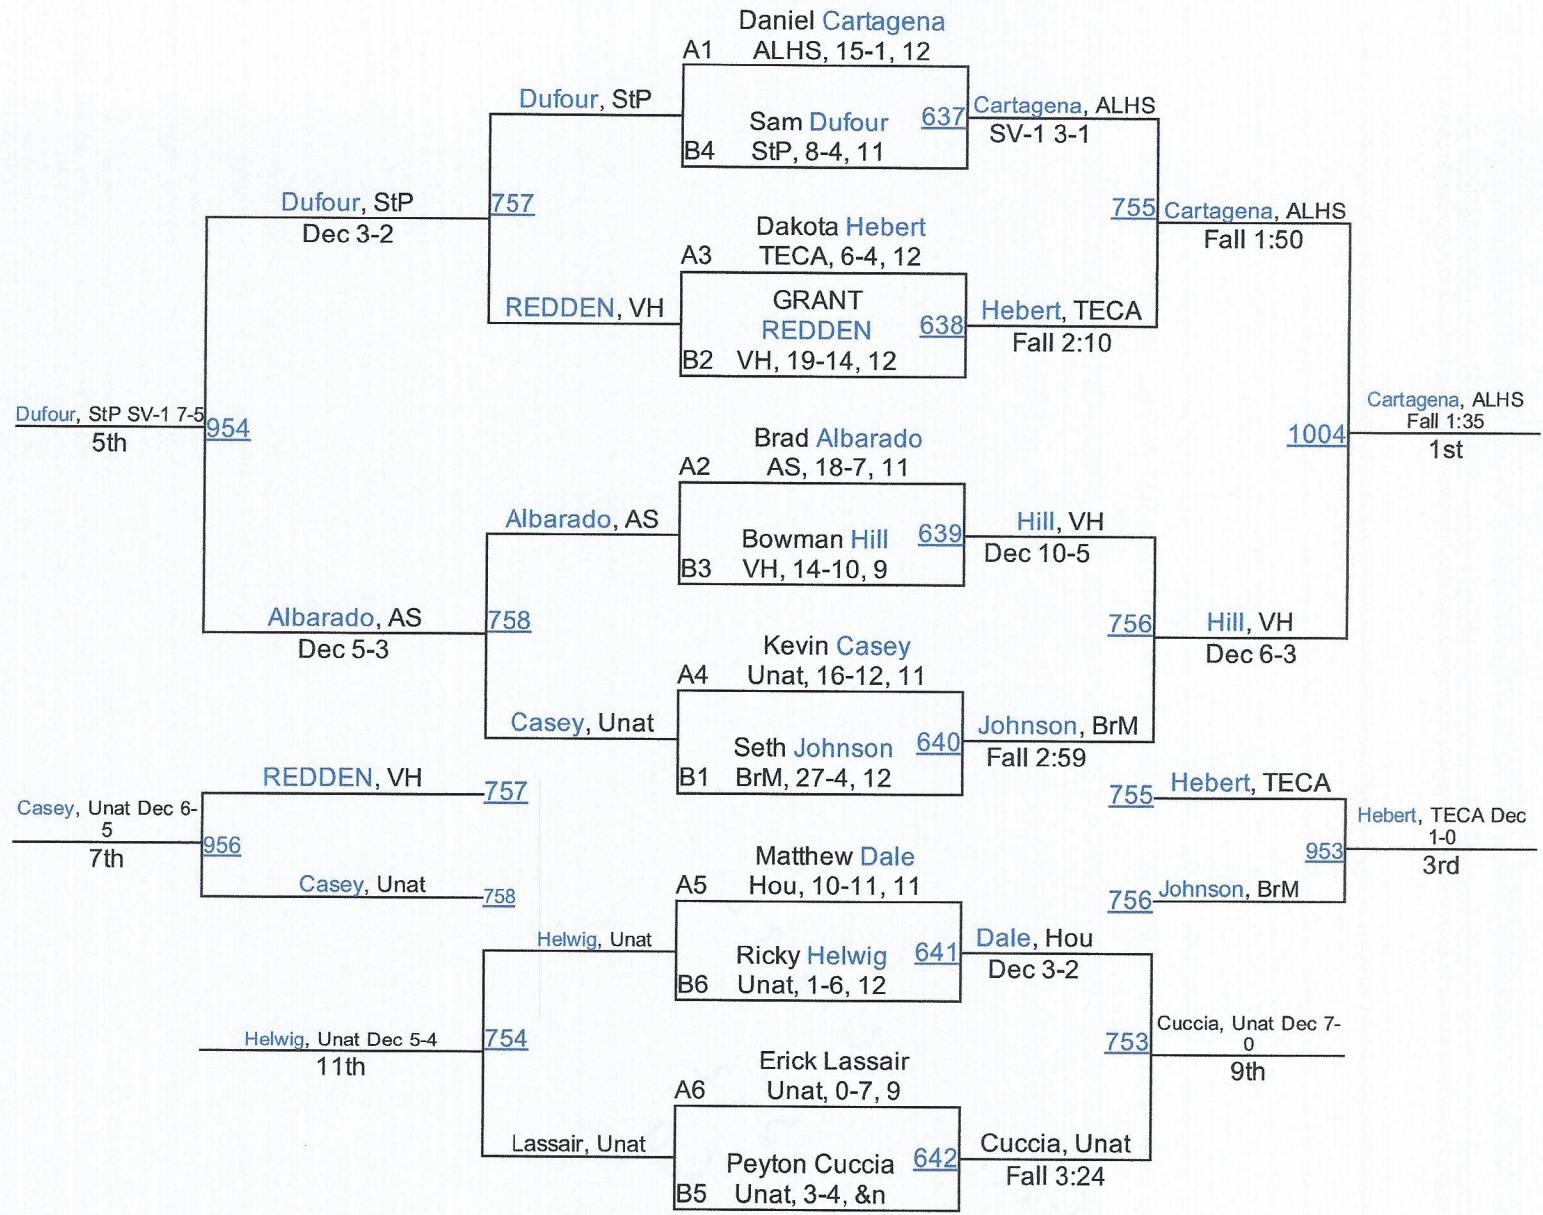 Daniel Cartagena
A1 ALHS, 15-1, 12
Sam Dufour 637
B4 StP, 8-4, 11
Dufour, StP
Cartagena, ALHS
SV-1 3-1
Dufour, StP
Dec 3-2
757
Dakota Hebert
A3 TECA, 6-4, 12
GRANT
REDDEN 638
B2 VH, 19-14, 12
REDDEN, VH
Hebert, TECA
Fall 2:10
755 Cartagena, ALHS
Fall 1:50
Dufour, StP SV-1 7-5
5th
954
Brad Albarado
A2 AS, 18-7, 11
Bowman Hill 639
B3 VH, 14-10, 9
Albarado, AS
Hill, VH
Dec 10-5
1004
Cartagena, ALHS
Fall 1:35
1st
Albarado, AS
Dec 5-3
758
Kevin Casey
A4 Unat, 16-12, 11
Seth Johnson 640
B1 BrM, 27-4, 12
Casey, Unat
Johnson, BrM
Fall 2:59
756 Hill, VH
Dec 6-3
REDDEN, VH 757
Casey, Unat Dec 6-
5
7th
956
Casey, Unat 758
755 Hebert, TECA
Hebert, TECA Dec
1-0
3rd
953
756 Johnson, BrM
Matthew Dale
A5 Hou, 10-11, 11
Ricky Helwig 641
B6 Unat, 1-6, 12
Helwig, Unat
Dale, Hou
Dec 3-2
Helwig, Unat Dec 5-4
11th
754
Erick Lassair
A6 Unat, 0-7, 9
Peyton Cuccia 642
B5 Unat, 3-4, &n
Lassair, Unat
Cuccia, Unat
Fall 3:24
753
Cuccia, Unat Dec 7-
0
9th